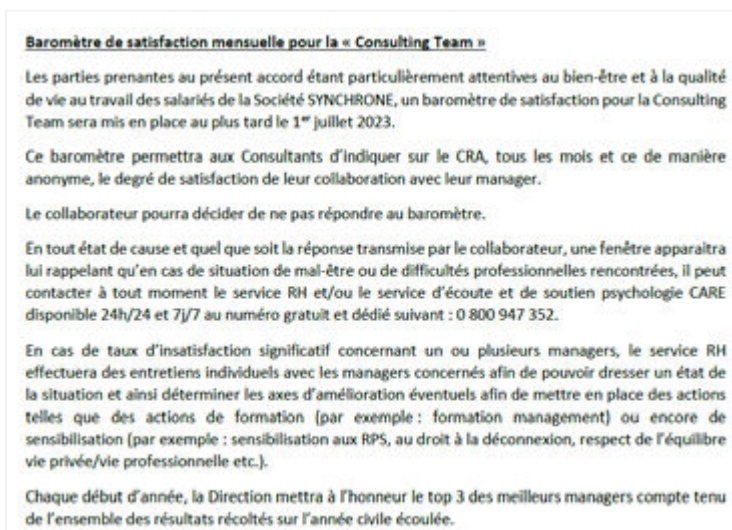 Baromètre de satisfaction mensuelle pour la « Consulting Team »
Les parties prenantes au présent accord étant particulièrement attentives au bien-être et à la qualité
de vie au travail des salariés de la Société SYNCHRONE, un baromètre de satisfaction pour la Consulting
Team sera mis en place au plus tard le 1er juillet 2023.
Ce baromètre permettra aux Consultants d'indiquer sur le CRA, tous les mois et ce de manière
anonyme, le degré de satisfaction de leur collaboration avec leur manager.
Le collaborateur pourra décider de ne pas répondre au baromètre.
En tout état de cause et quel que soit la réponse transmise par le collaborateur, une fenêtre apparaitra
lui rappelant qu'en cas de situation de mal-être ou de difficultés professionnelles rencontrées, il peut
contacter à tout moment le service RH et/ou le service d'écoute et de soutien psychologie CARE
disponible 24h/24 et 7j/7 au numéro gratuit et dédié suivant : 0 800 947 352.
En cas de taux d'insatisfaction significatif concernant un ou plusieurs managers, le service RH
effectuera des entretiens individuels avec les managers concernés afin de pouvoir dresser un état de
la situation et ainsi déterminer les axes d'amélioration éventuels afin de mettre en place des actions
telles que des actions de formation (par exemple : formation management) ou encore de
sensibilisation (par exemple : sensibilisation aux RPS, au droit à la déconnexion, respect de l'équilibre
vie privée/vie professionnelle etc.).
Chaque début d'année, la Direction mettra à l'honneur le top 3 des meilleurs managers compte tenu
de l'ensemble des résultats récoltés sur l'année civile écoulée.